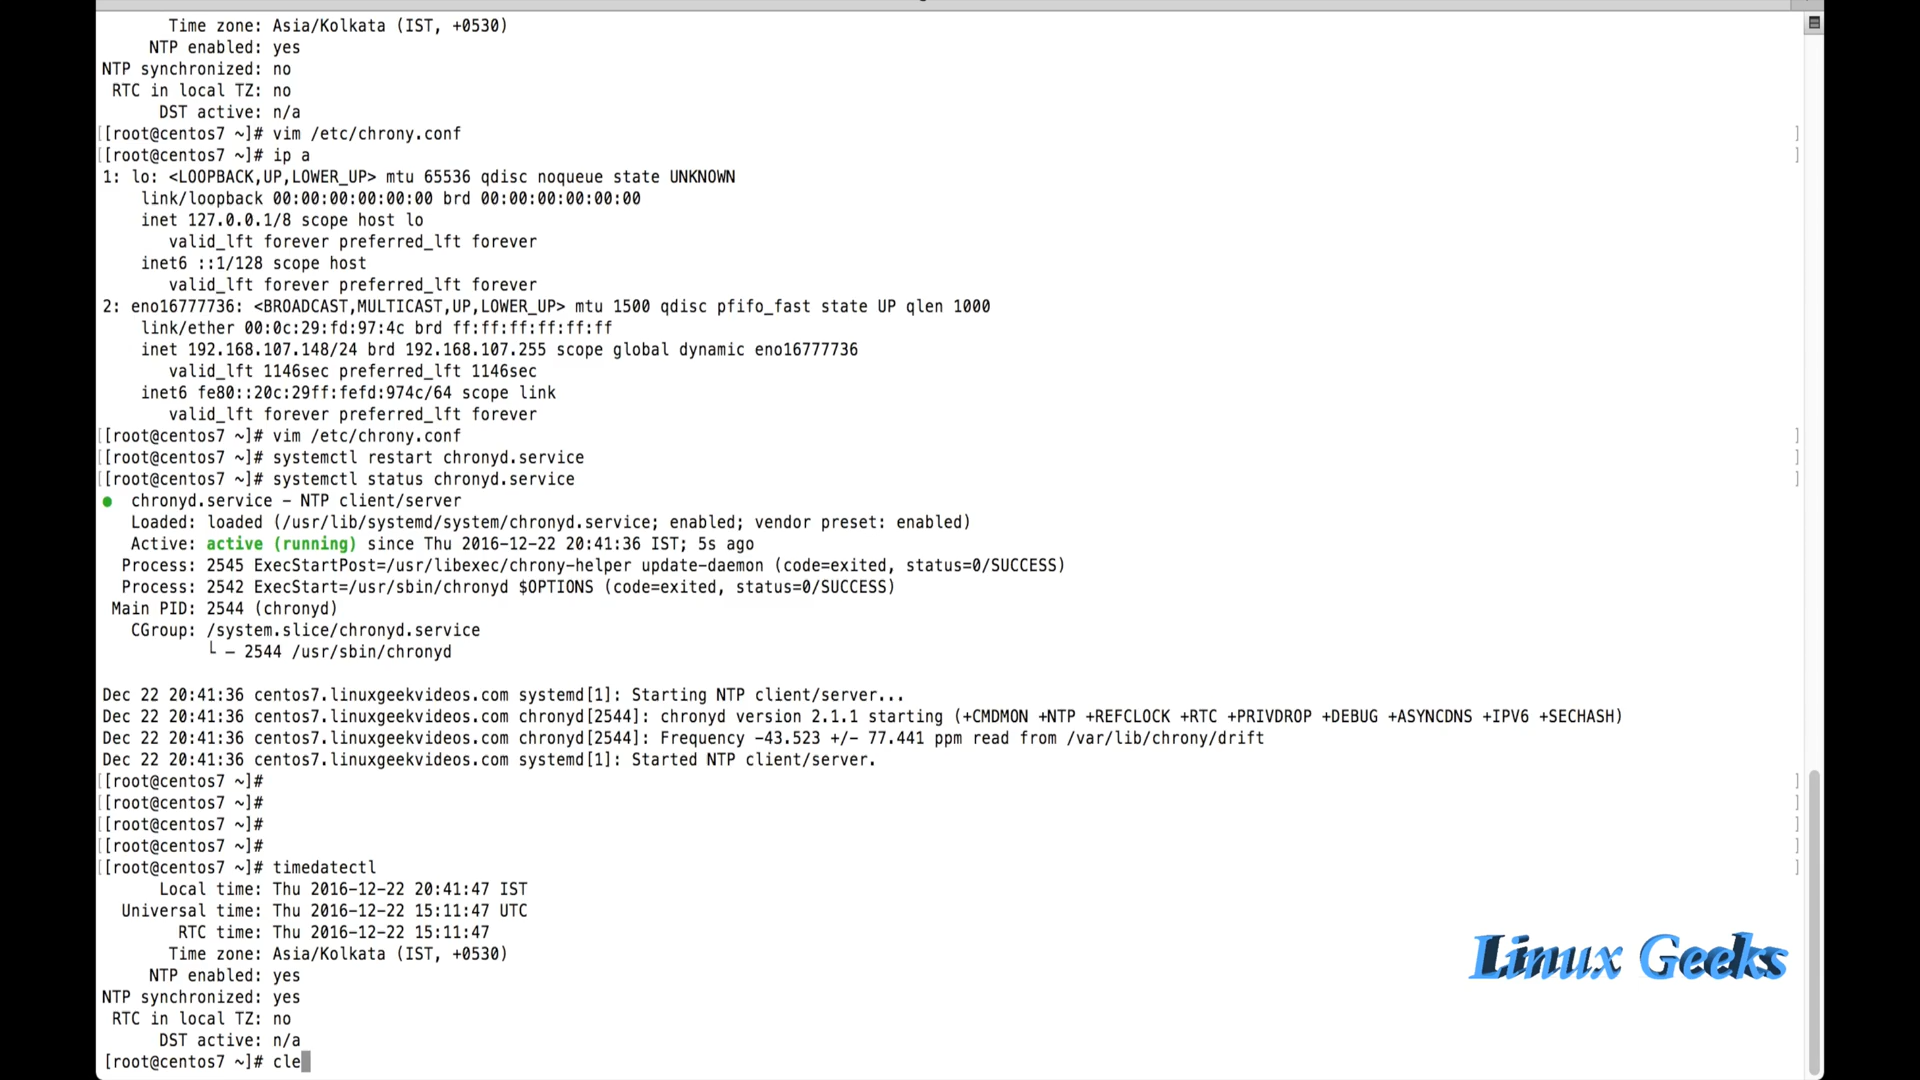 Time zone: Asia/Kolkata (IST, +0530)
NTP enabled: yes
NTP synchronized: no
RTC in local TZ: no
DST active: n/a
[[root@centos7 ~]# vim /etc/chrony.conf ]
[[root@centos7 ~]# ip a ]
1: lo: <LOOPBACK,UP,LOWER_UP> mtu 65536 qdisc noqueue state UNKNOWN
link/loopback 00:00:00:00:00:00 brd 00:00:00:00:00:00
inet 127.0.0.1/8 scope host lo
valid_lft forever preferred_lft forever
inet6 ::1/128 scope host
valid_lft forever preferred_lft forever
2: eno16777736: <BROADCAST,MULTICAST,UP,LOWER_UP> mtu 1500 qdisc pfifo_fast state UP qlen 1000
link/ether 00:0c:29:fd:97:4c brd ff:ff:ff:ff:ff:ff
inet 192.168.107.148/24 brd 192.168.107.255 scope global dynamic eno16777736
valid_lft 1146sec preferred_lft 1146sec
inet6 fe80::20c:29ff:fefd:974c/64 scope link
valid_lft forever preferred_lft forever
[[root@centos7 ~]# vim /etc/chrony.conf ]
[[root@centos7 ~]# systemctl restart chronyd.service ]
[[root@centos7 ~]# systemctl status chronyd.service ]
● chronyd.service - NTP client/server
Loaded: loaded (/usr/lib/systemd/system/chronyd.service; enabled; vendor preset: enabled)
Active: active (running) since Thu 2016-12-22 20:41:36 IST; 5s ago
Process: 2545 ExecStartPost=/usr/libexec/chrony-helper update-daemon (code=exited, status=0/SUCCESS)
Process: 2542 ExecStart=/usr/sbin/chronyd $OPTIONS (code=exited, status=0/SUCCESS)
Main PID: 2544 (chronyd)
CGroup: /system.slice/chronyd.service
└ – 2544 /usr/sbin/chronyd
Dec 22 20:41:36 centos7.linuxgeekvideos.com systemd[1]: Starting NTP client/server...
Dec 22 20:41:36 centos7.linuxgeekvideos.com chronyd[2544]: chronyd version 2.1.1 starting (+CMDMON +NTP +REFCLOCK +RTC +PRIVDROP +DEBUG +ASYNCDNS +IPV6 +SECHASH)
Dec 22 20:41:36 centos7.linuxgeekvideos.com chronyd[2544]: Frequency -43.523 +/- 77.441 ppm read from /var/lib/chrony/drift
Dec 22 20:41:36 centos7.linuxgeekvideos.com systemd[1]: Started NTP client/server.
[[root@centos7 ~]# ]
[[root@centos7 ~]# ]
[[root@centos7 ~]# ]
[[root@centos7 ~]# ]
[[root@centos7 ~]# timedatectl ]
Local time: Thu 2016-12-22 20:41:47 IST
Universal time: Thu 2016-12-22 15:11:47 UTC
RTC time: Thu 2016-12-22 15:11:47
Time zone: Asia/Kolkata (IST, +0530)
NTP enabled: yes
NTP synchronized: yes
RTC in local TZ: no
DST active: n/a
[root@centos7 ~]# cle
Linux Geeks